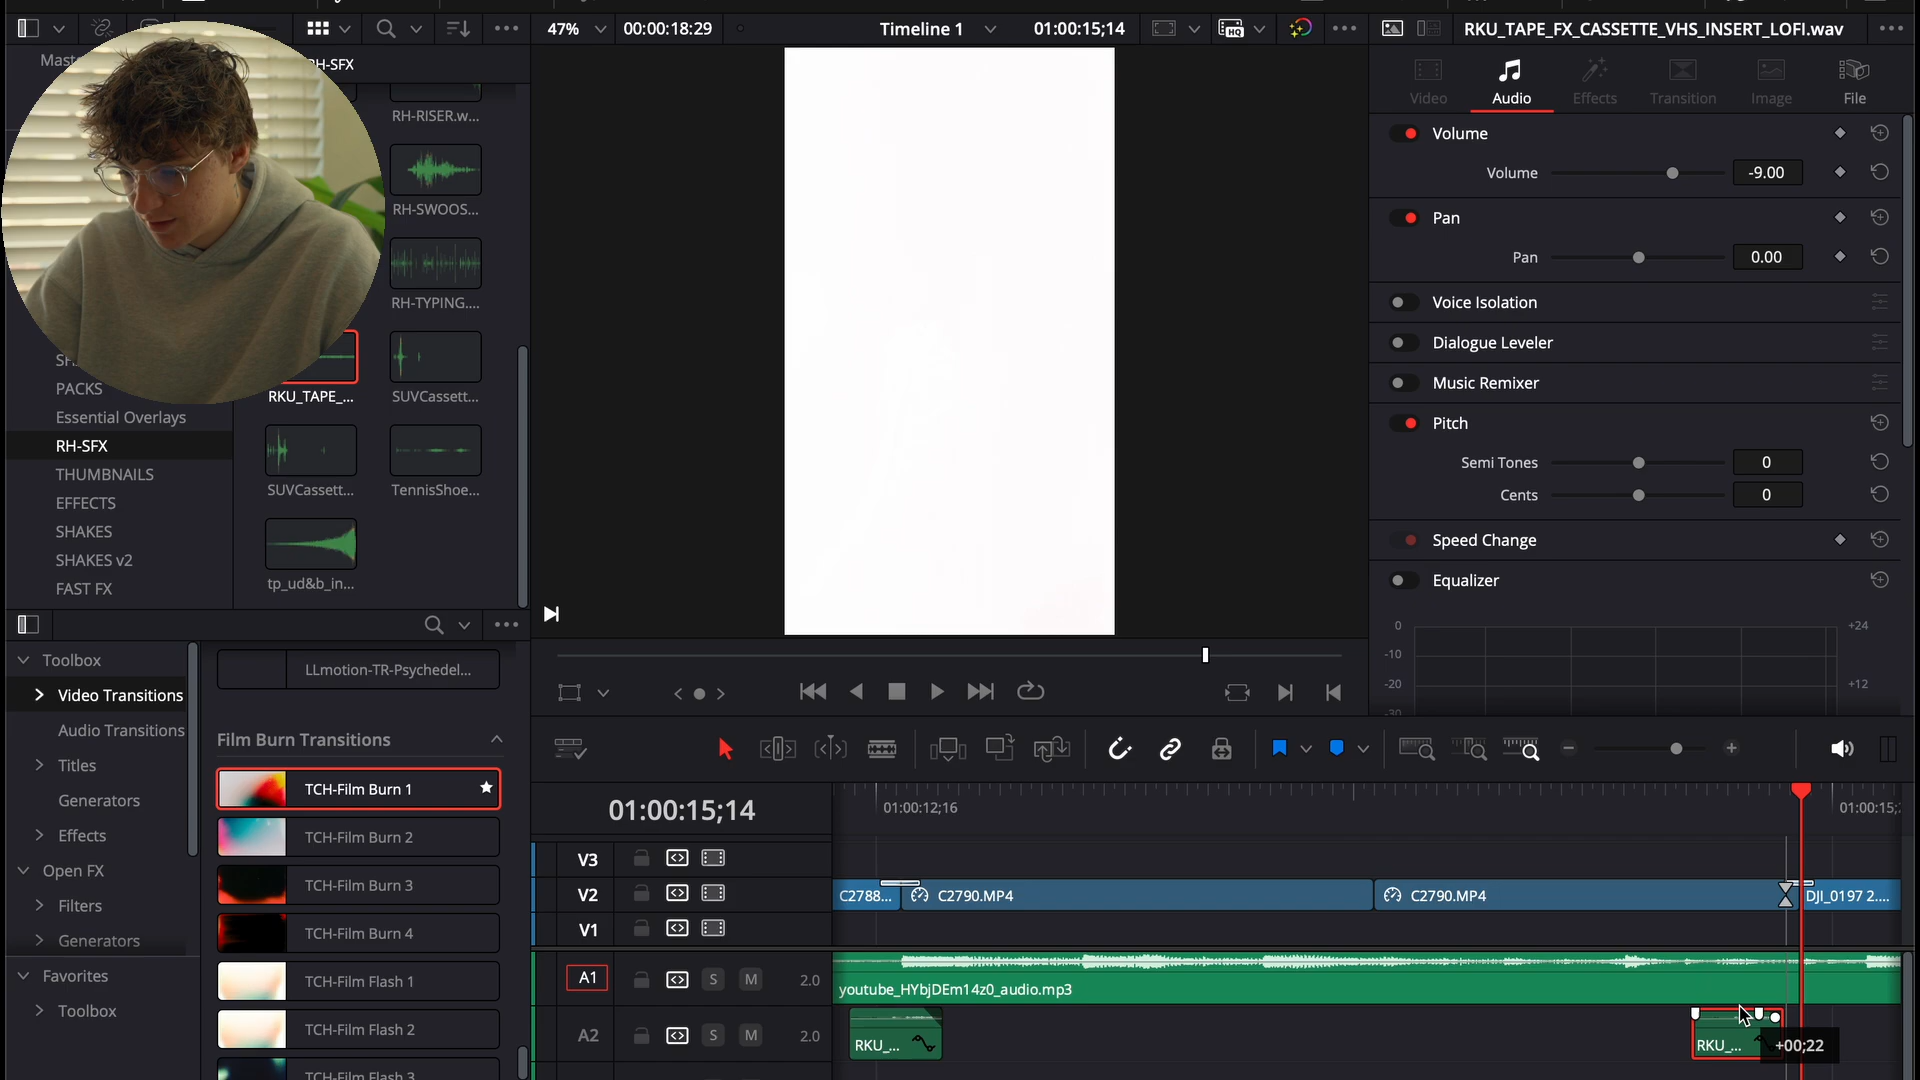 47%
00:00:18:29
Timeline 1
01:00:15;14
RKU_TAPE_FX_CASSETTE_VHS_INSERT_LOFI.wav
H-SFX
Video
Audio
Effects
Transition
Image
File
RH-RISER.w...
RH-SWOOS...
RH-TYPING....
RKU_TAPE_...
SUVCassett...
SUVCassett...
TennisShoe...
tp_ud&b_in...
PACKS
Essential Overlays
RH-SFX
THUMBNAILS
EFFECTS
SHAKES
SHAKES v2
FAST FX
Volume
Volume
-9.00
Pan
Pan
0.00
Voice Isolation
Dialogue Leveler
Music Remixer
Pitch
Semi Tones
0
Cents
0
Speed Change
Equalizer
0
+24
-10
-20
+12
-30
Toolbox
Video Transitions
Audio Transitions
Titles
Generators
Effects
Open FX
Filters
Generators
Favorites
Toolbox
LLmotion-TR-Psychedel...
Film Burn Transitions
TCH-Film Burn 1
TCH-Film Burn 2
TCH-Film Burn 3
TCH-Film Burn 4
TCH-Film Flash 1
TCH-Film Flash 2
TCH-Film Flash 3
01:00:15;14
01:00:12;16
01:00:15;
V3
V2
C2788...
C2790.MP4
C2790.MP4
DJI_0197 2....
V1
A1
S
M
2.0
youtube_HYbjDEm14z0_audio.mp3
A2
S
M
2.0
RKU_...
RKU_...
+00;22